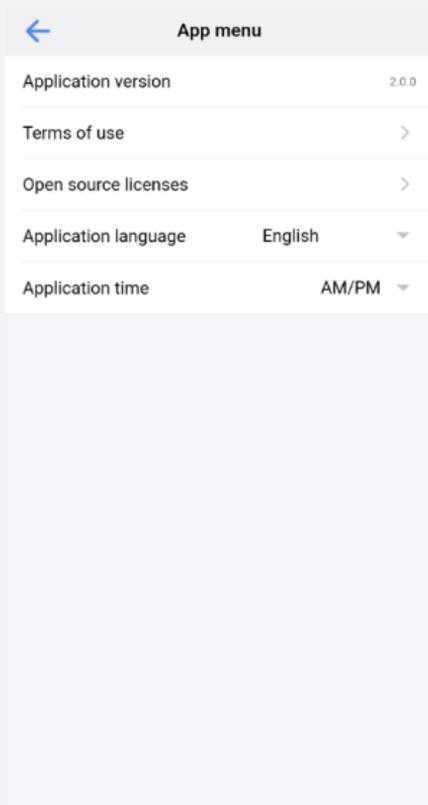 App menu
Application version 2.0.0
Terms of use
Open source licenses
Application language English
Application time AM/PM